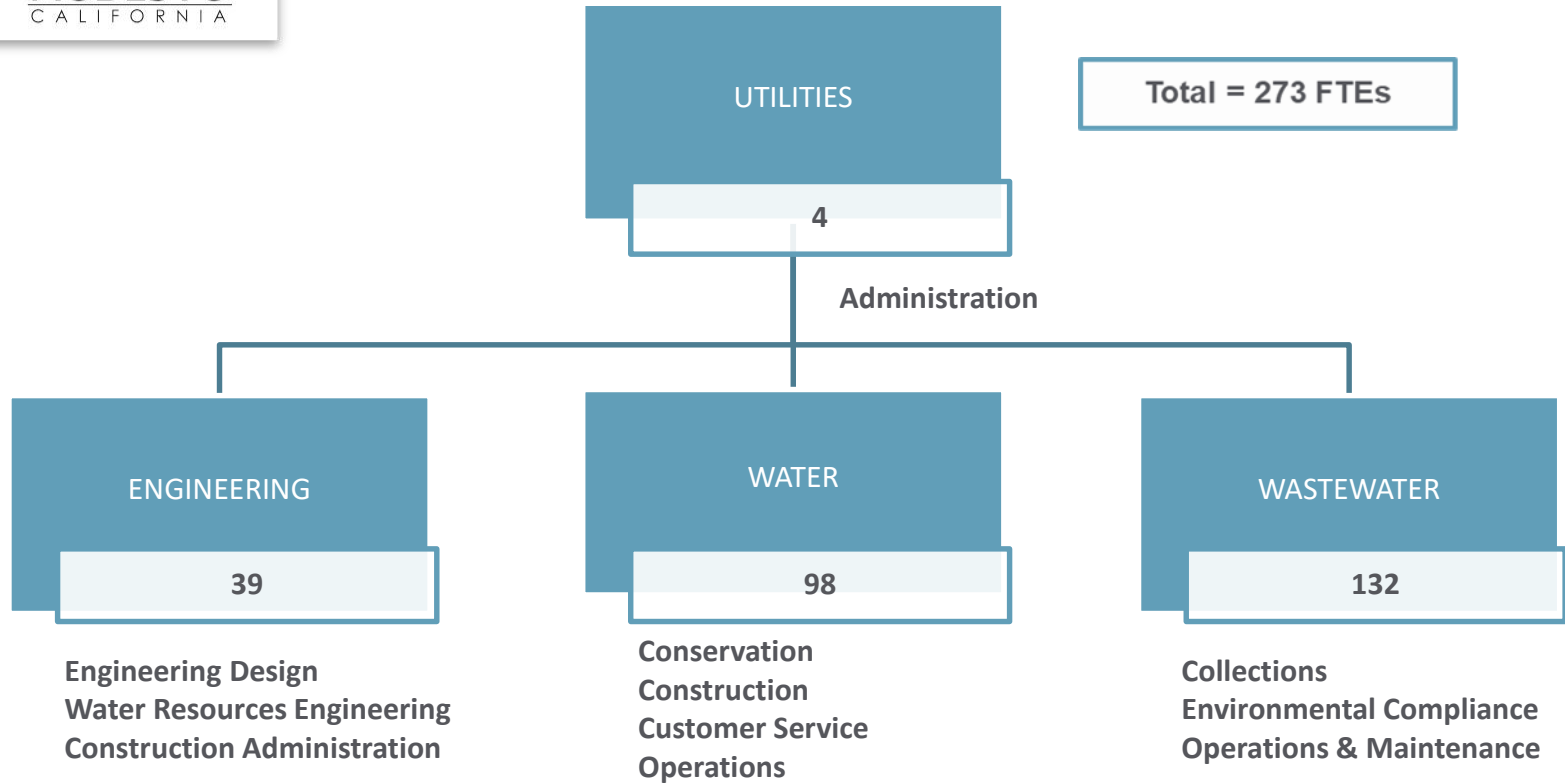 CALIFORNIA
UTILITIES
Total = 273 FTEs
4
Administration
ENGINEERING
39
Engineering Design
Water Resources Engineering
Construction Administration
WATER
98
Conservation
Construction
Customer Service
Operations
WASTEWATER
132
Collections
Environmental Compliance
Operations & Maintenance